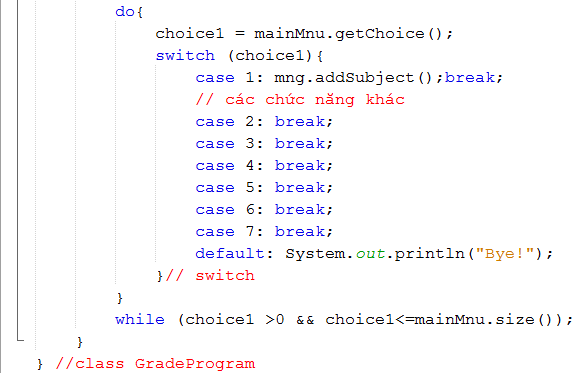 do{
choice1 = mainMnu.getChoice();
switch (choice1){
case 1: mng.addSubject();break;
// các chức năng khác
case 2: break;
case 3: break;
case 4: break;
case 5: break;
case 6: break;
case 7: break;
default: System.out.println("Bye!");
}// switch
}
while (choice1 >0 && choice1<=mainMnu.size());
}
} //class GradeProgram